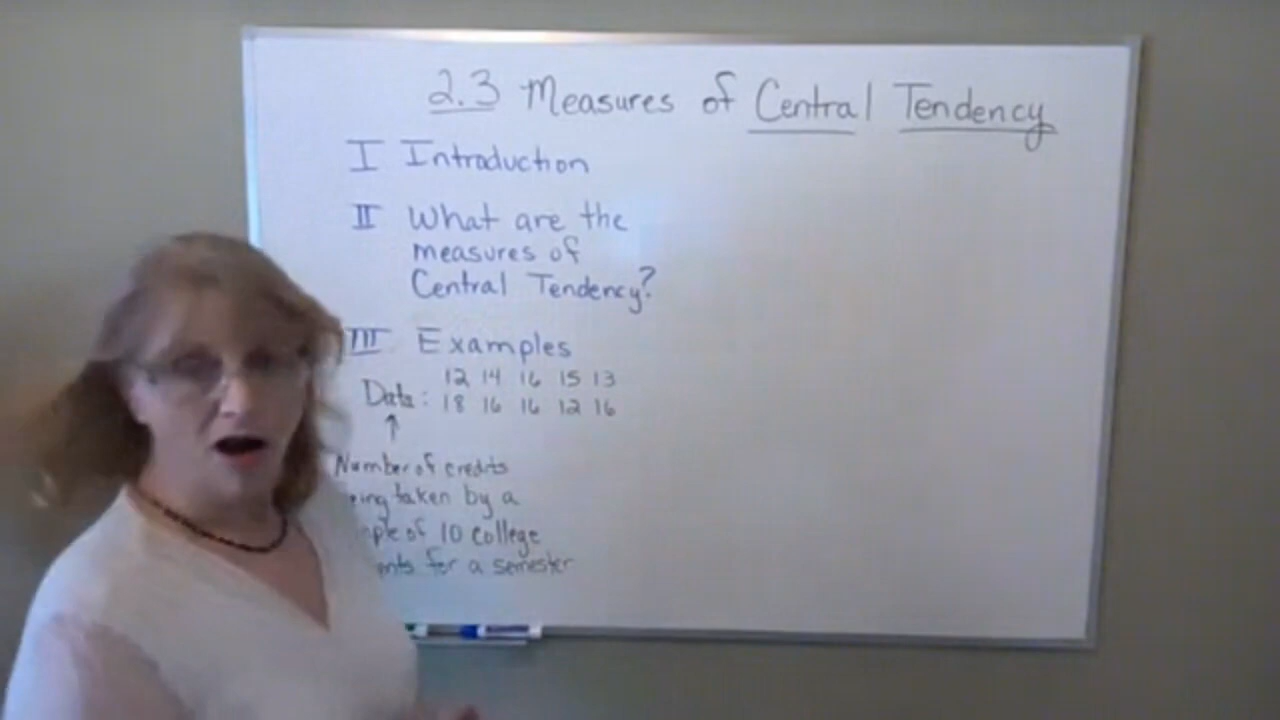 2.3 Measures of Central Tendency
I Introduction
II What are the
measures of
Central Tendency?
III Examples
12 14 16 15 13
Data: 18 16 16 12 16
↑
Number of credits
taken by a
of 10 college
for a semester